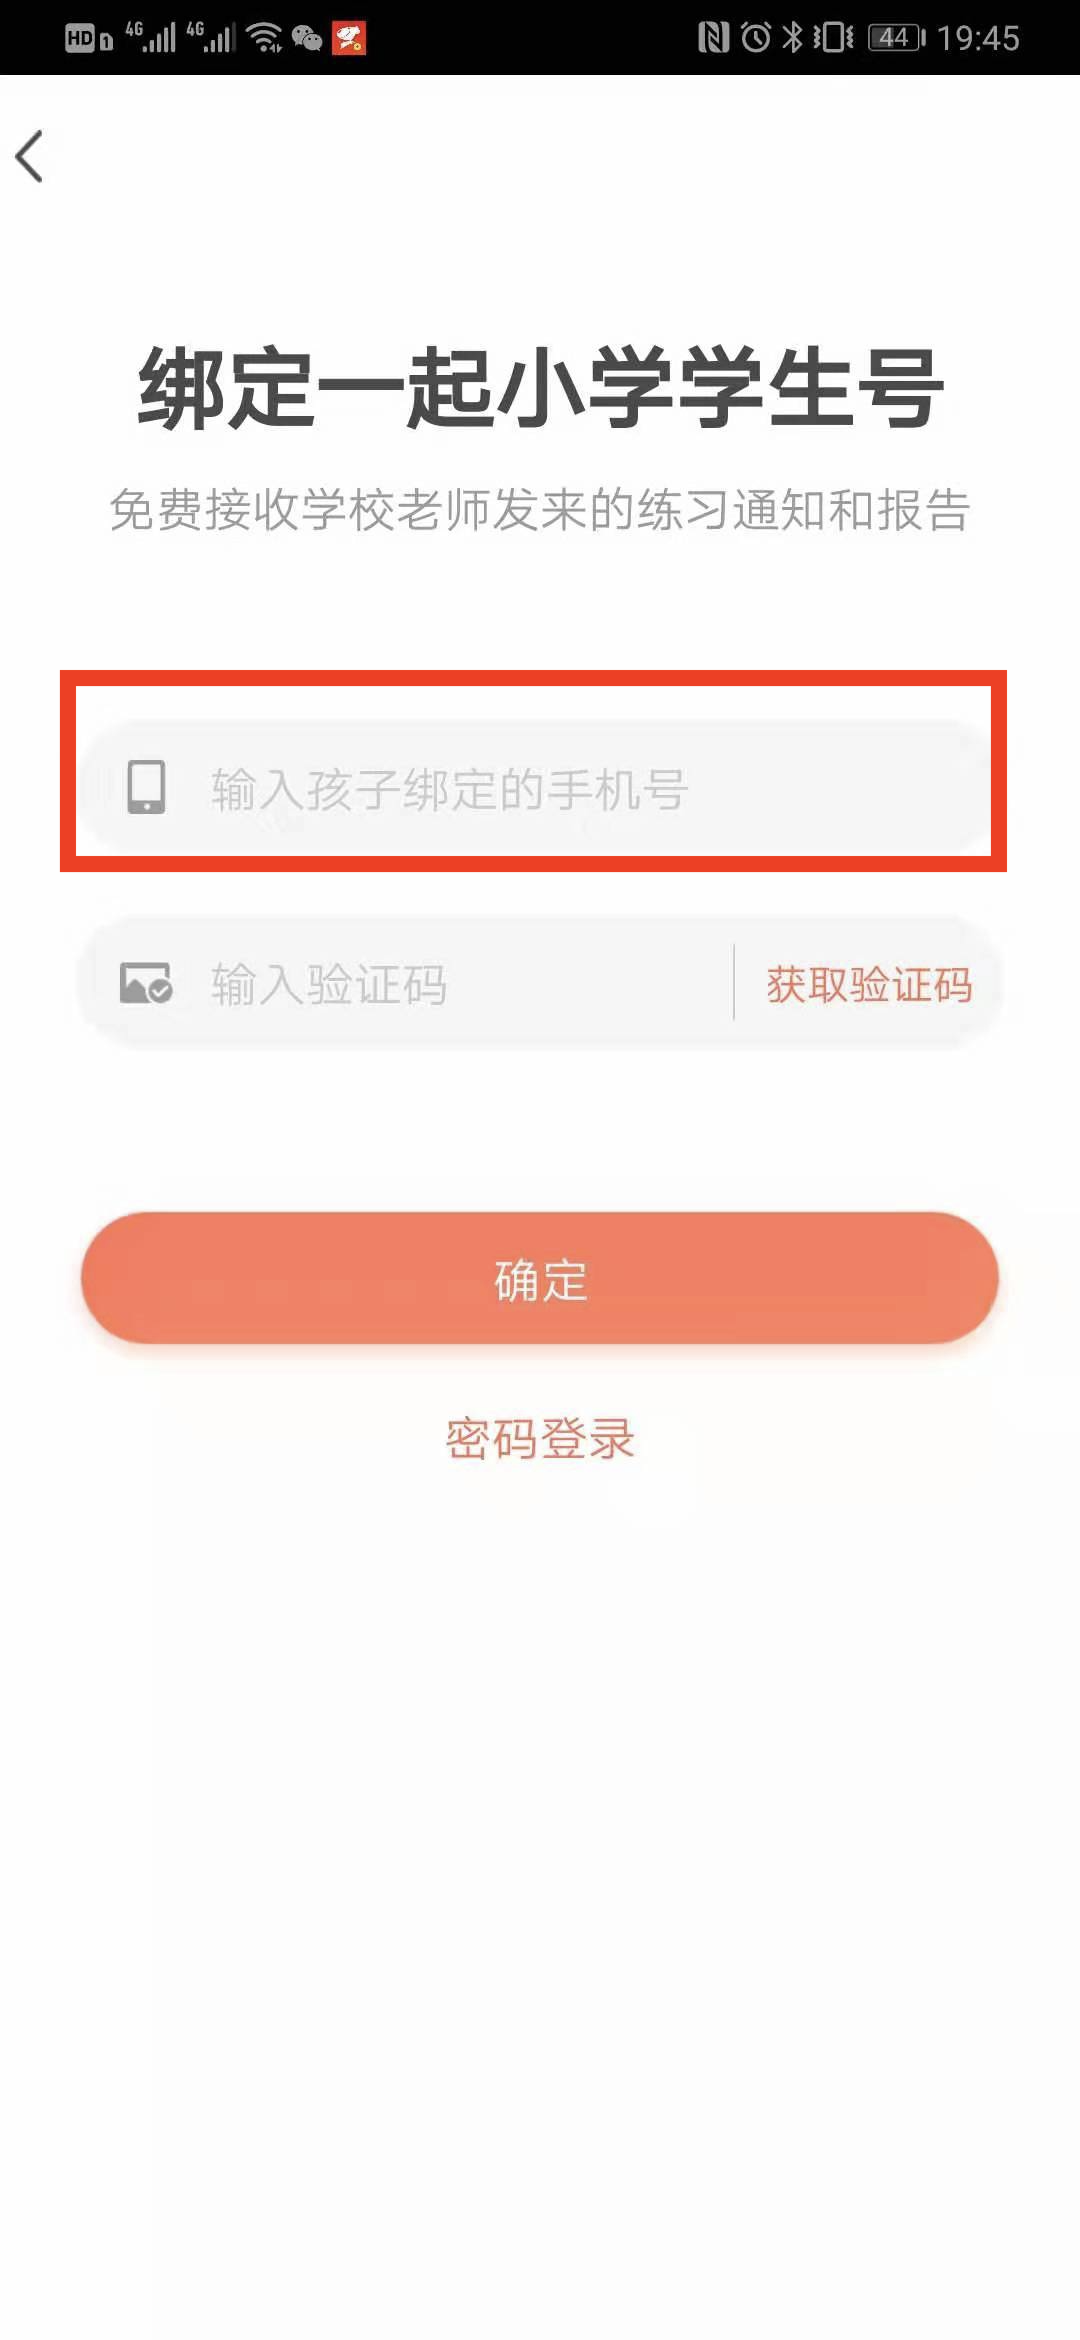 HD 1 4G 4G 44 19:45
绑定一起小学学生号
免费接收学校老师发来的练习通知和报告
输入孩子绑定的手机号
输入验证码 获取验证码
确定
密码登录